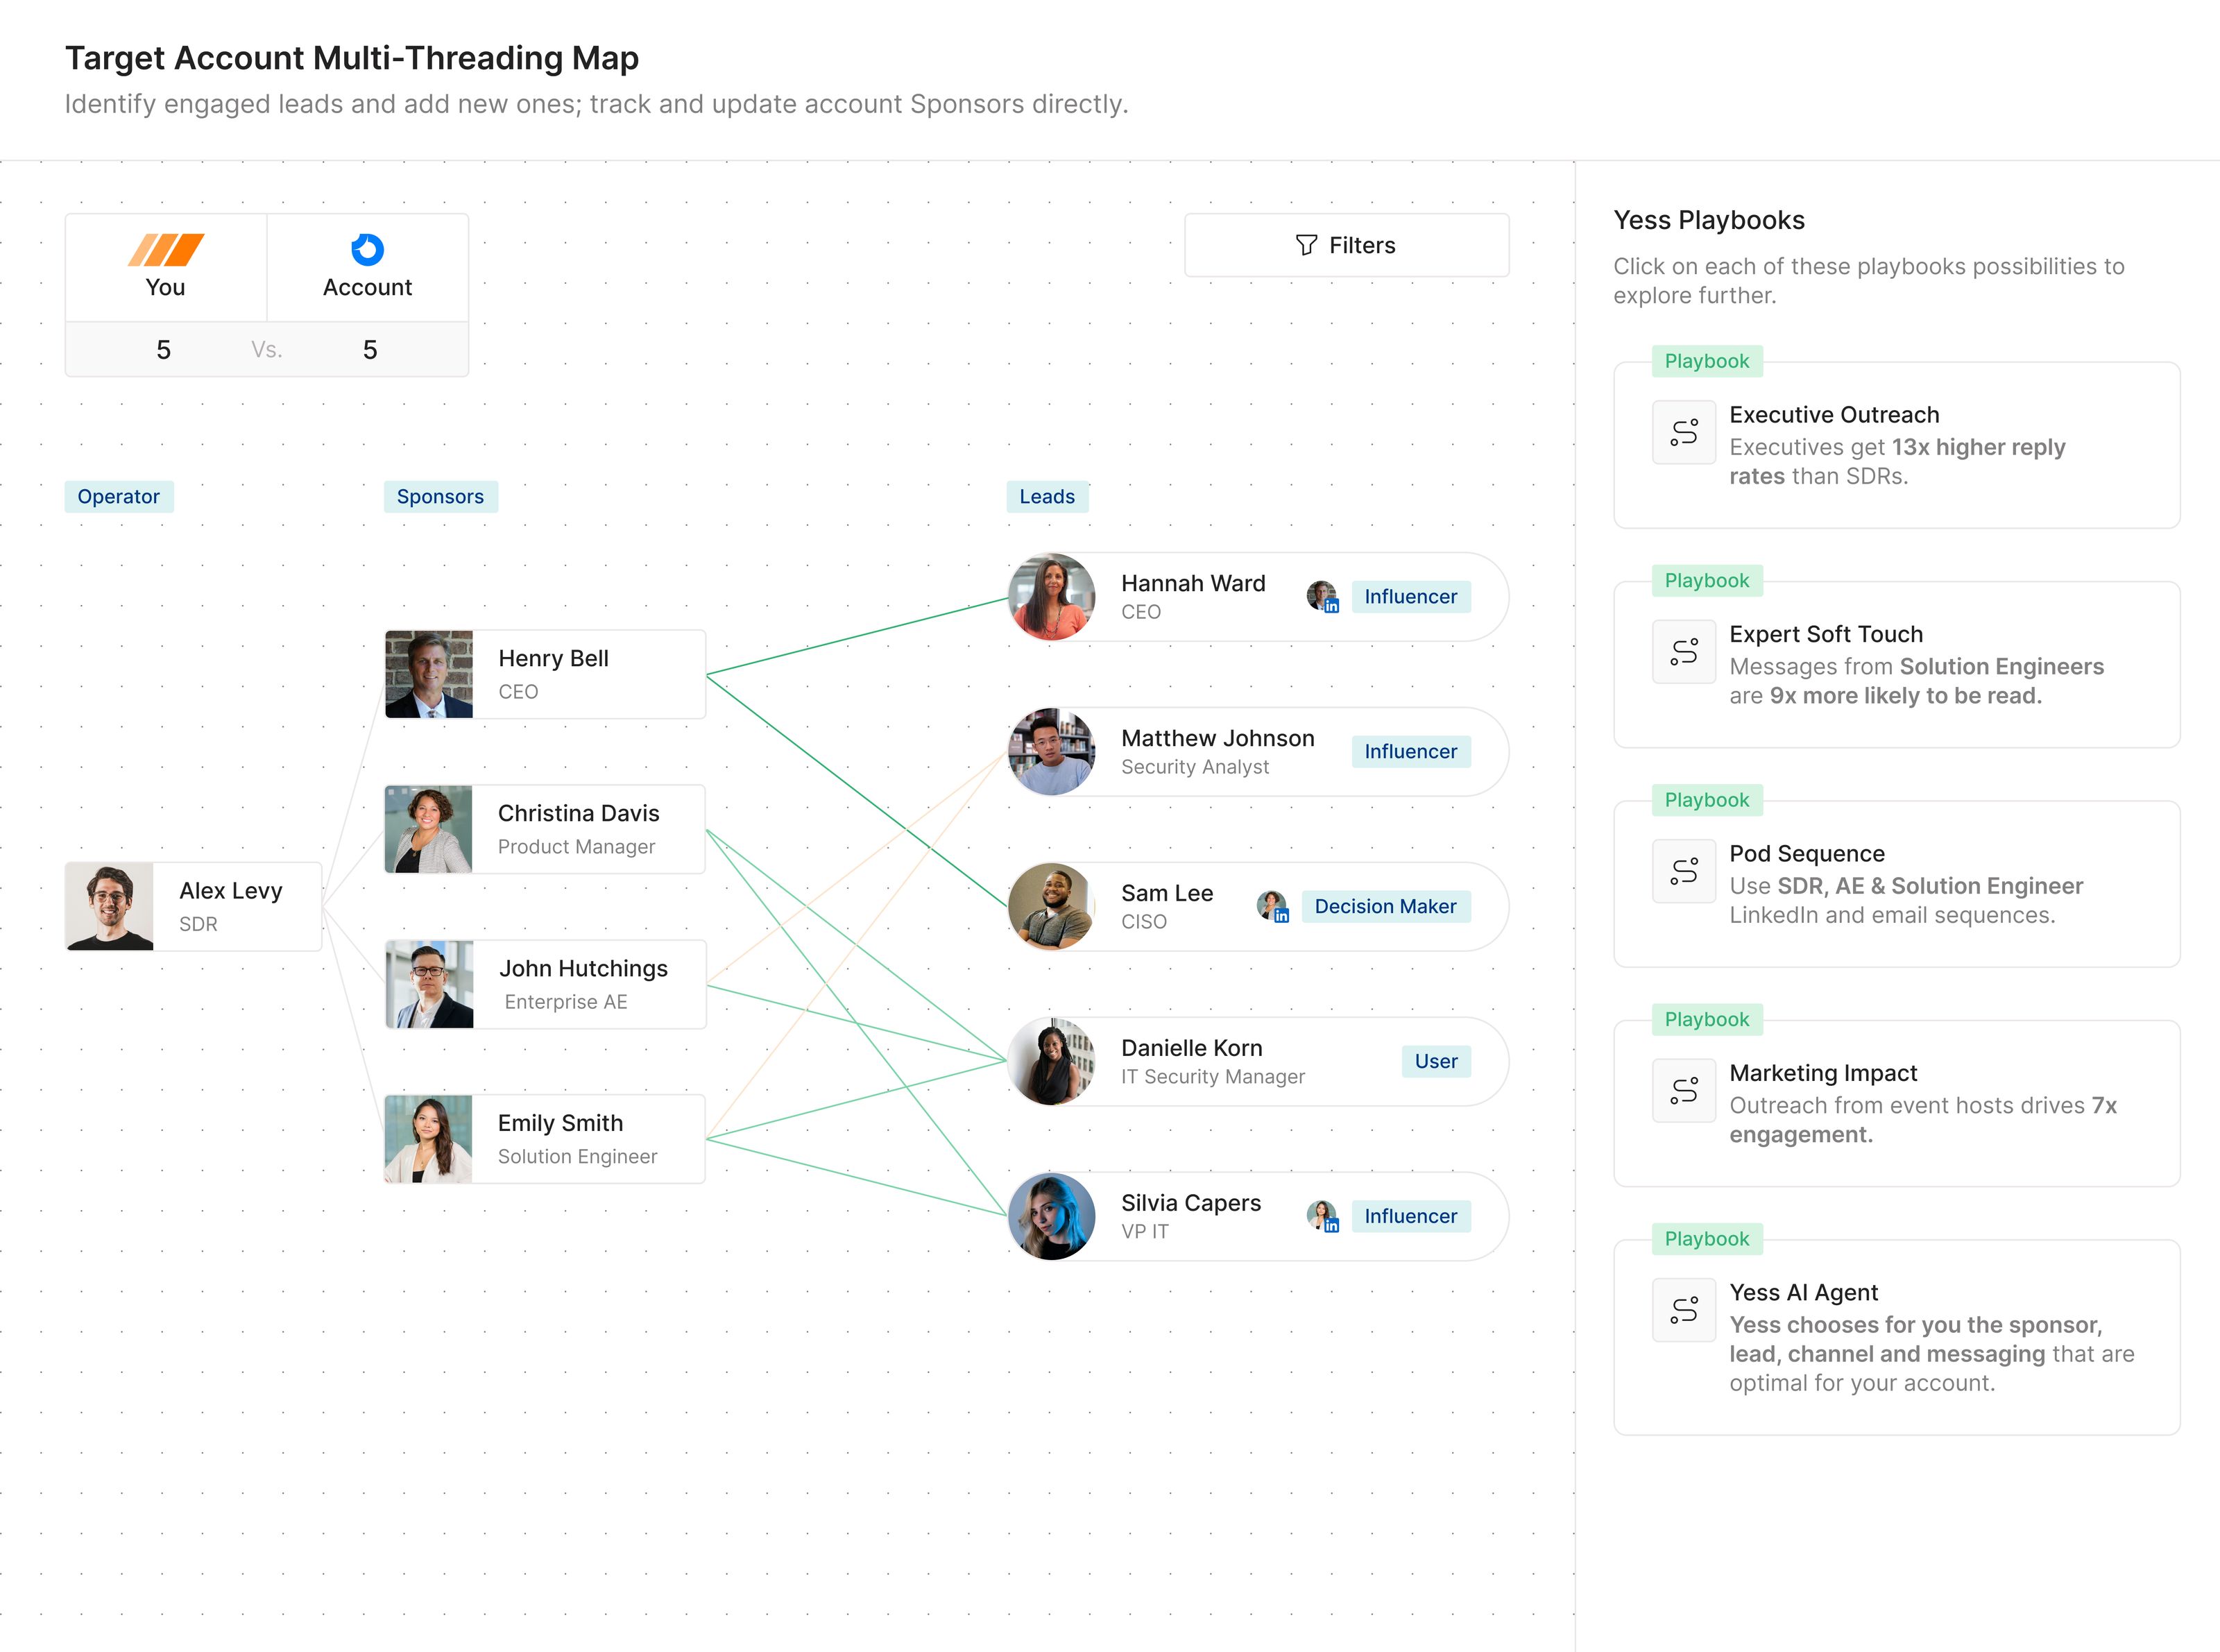 Target Account Multi-Threading Map
Identify engaged leads and add new ones; track and update account Sponsors directly.
You
Account
5
Vs.
5
Filters
Operator
Sponsors
Leads
Alex Levy
SDR
Henry Bell
CEO
Christina Davis
Product Manager
John Hutchings
Enterprise AE
Emily Smith
Solution Engineer
Hannah Ward
CEO
in
Influencer
Matthew Johnson
Security Analyst
Influencer
Sam Lee
CISO
in
Decision Maker
Danielle Korn
IT Security Manager
User
Silvia Capers
VP IT
in
Influencer
Yess Playbooks
Click on each of these playbooks possibilities to
explore further.
Playbook
Executive Outreach
Executives get 13x higher reply
rates than SDRs.
Playbook
Expert Soft Touch
Messages from Solution Engineers
are 9x more likely to be read.
Playbook
Pod Sequence
Use SDR, AE & Solution Engineer
LinkedIn and email sequences.
Playbook
Marketing Impact
Outreach from event hosts drives 7x
engagement.
Playbook
Yess AI Agent
Yess chooses for you the sponsor,
lead, channel and messaging that are
optimal for your account.